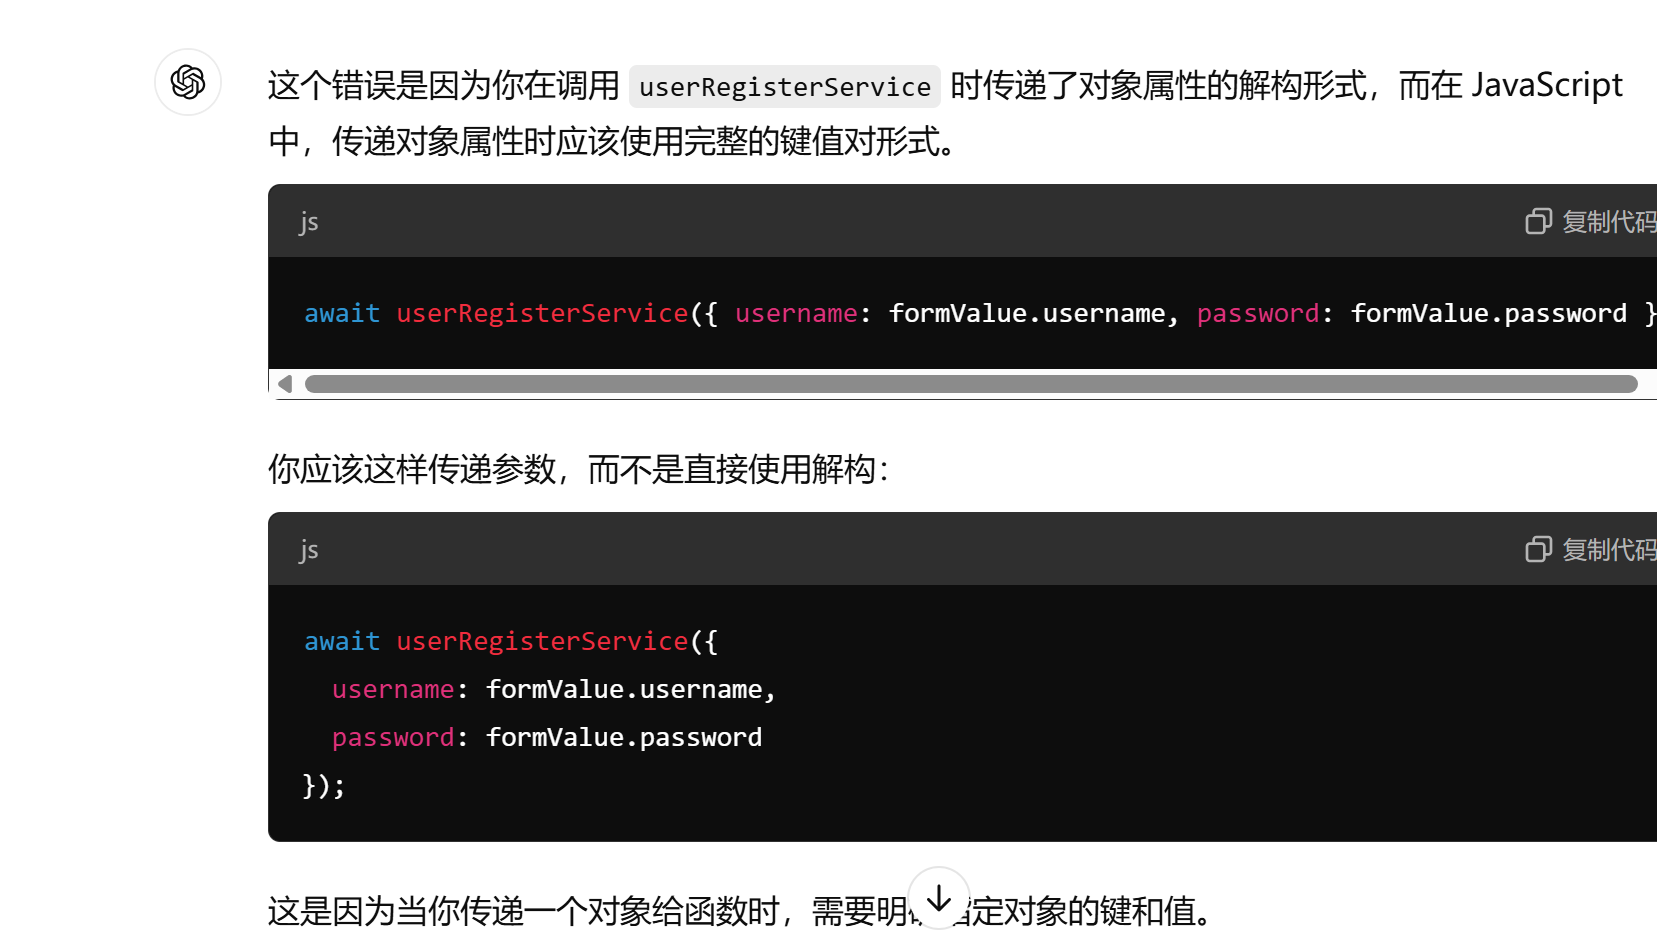 这个错误是因为你在调用 userRegisterService 时传递了对象属性的解构形式，而在 JavaScript
中，传递对象属性时应该使用完整的键值对形式。
js
复制代码
await userRegisterService({ username: formValue.username, password: formValue.password }
你应该这样传递参数，而不是直接使用解构：
js
复制代码
await userRegisterService({
  username: formValue.username,
  password: formValue.password
});
这是因为当你传递一个对象给函数时，需要明指定对象的键和值。